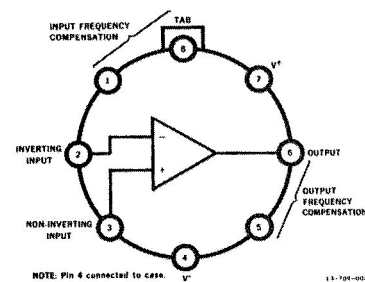 INPUT FREQUENCY
COMPENSATION
TAB
8
1
7
V+
INVERTING
INPUT
2
−
+
6
OUTPUT
NON-INVERTING
INPUT
3
5
OUTPUT
FREQUENCY
COMPENSATION
4
NOTE: Pin 4 connected to case.
V-